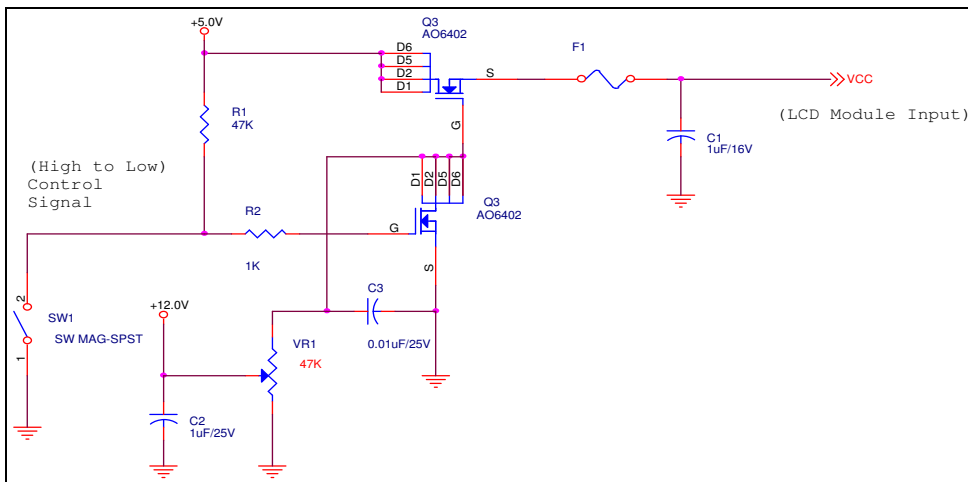 +5.0V
Q3
AO6402
D6
D5
D2
D1
S
G
F1
VCC
(LCD Module Input)
R1
47K
C1
1uF/16V
(High to Low)
Control
Signal
D1
D2
D5
D6
Q3
AO6402
R2
1K
G
S
2
1
SW1
SW MAG-SPST
+12.0V
C3
0.01uF/25V
VR1
47K
C2
1uF/25V